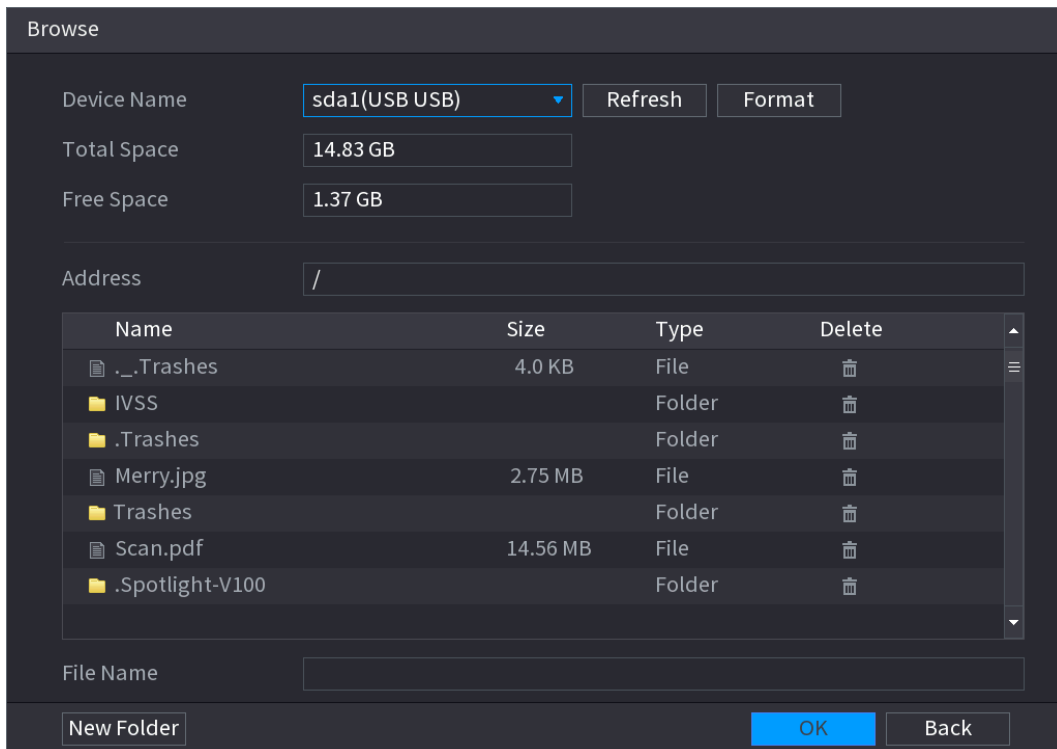 Browse
Device Name sda1(USB USB) Refresh Format
Total Space 14.83 GB
Free Space 1.37 GB
Address /
Name Size Type Delete
._.Trashes 4.0 KB File
IVSS Folder
.Trashes Folder
Merry.jpg 2.75 MB File
Trashes Folder
Scan.pdf 14.56 MB File
.Spotlight-V100 Folder
File Name
New Folder OK Back